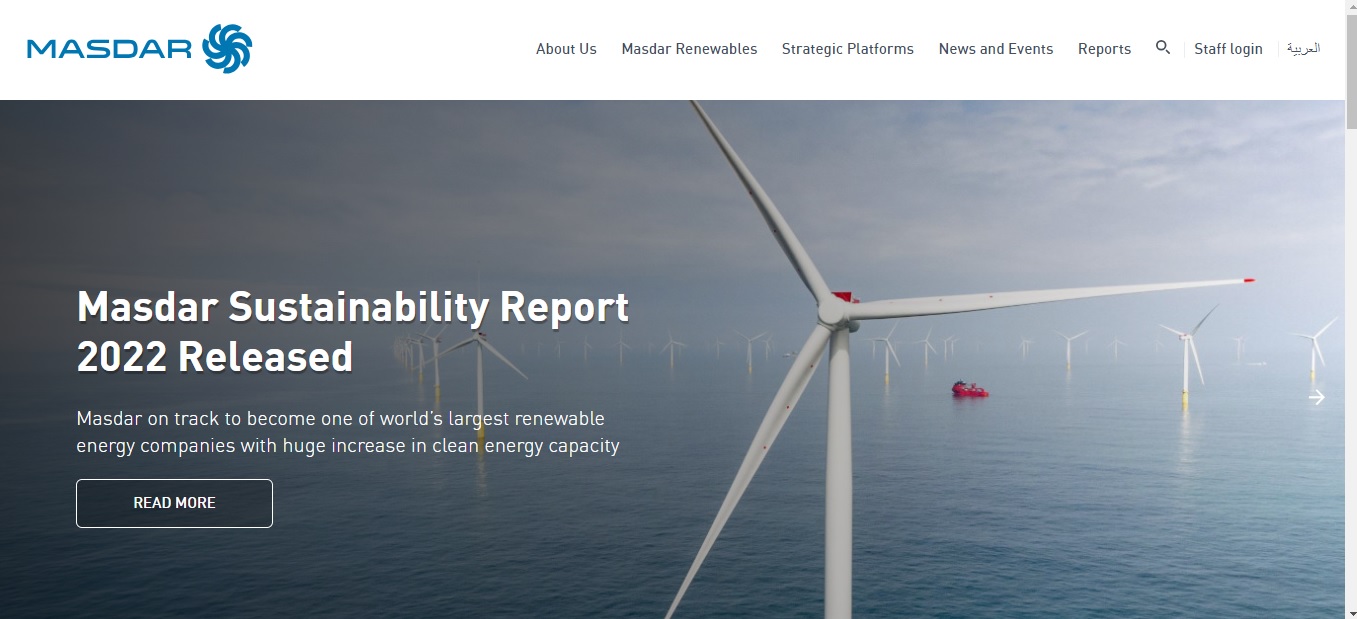 MASDAR
About Us
Masdar Renewables
Strategic Platforms
News and Events
Reports
Staff login
العربية
Masdar Sustainability Report
2022 Released
Masdar on track to become one of world’s largest renewable
energy companies with huge increase in clean energy capacity
READ MORE